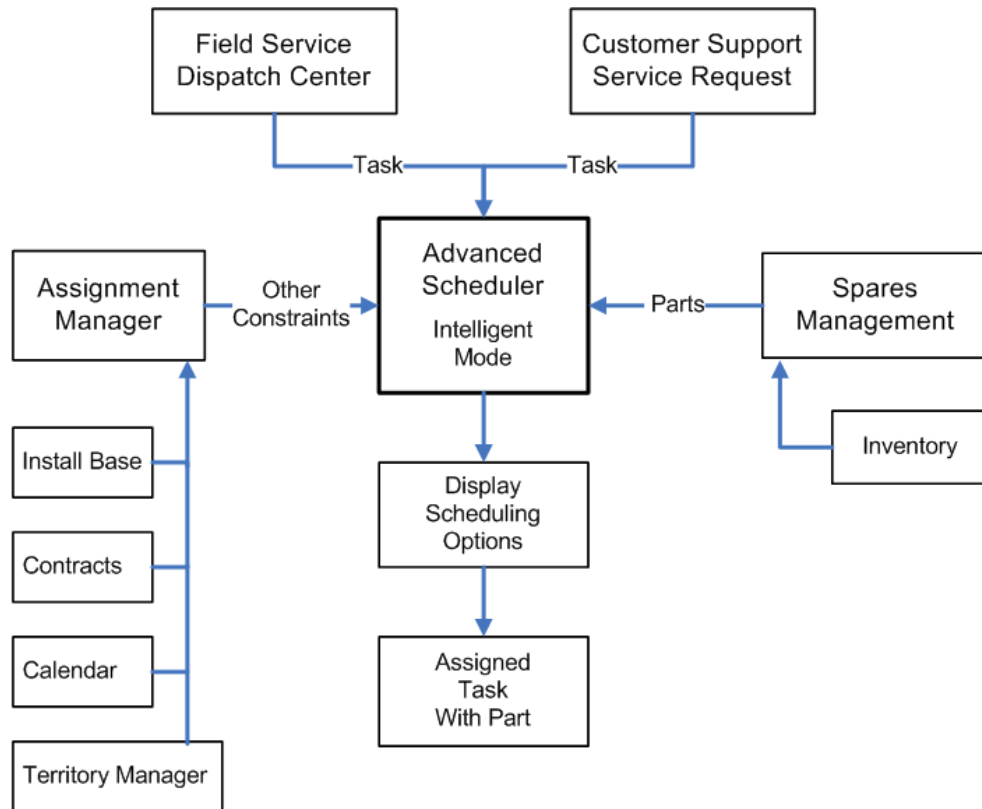 Field Service
Dispatch Center
Customer Support
Service Request
Task
Task
Advanced
Scheduler
Intelligent
Mode
Assignment
Manager
Other
Constraints
Parts
Spares
Management
Install Base
Inventory
Display
Scheduling
Options
Contracts
Calendar
Assigned
Task
With Part
Territory Manager